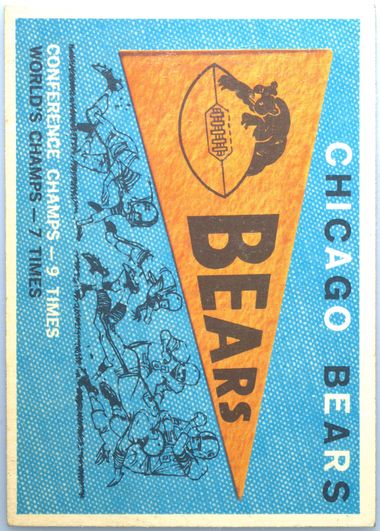 CHICAGO BEARS
BEARS
CONFERENCE CHAMPS — 9 TIMES
WORLD'S CHAMPS — 7 TIMES